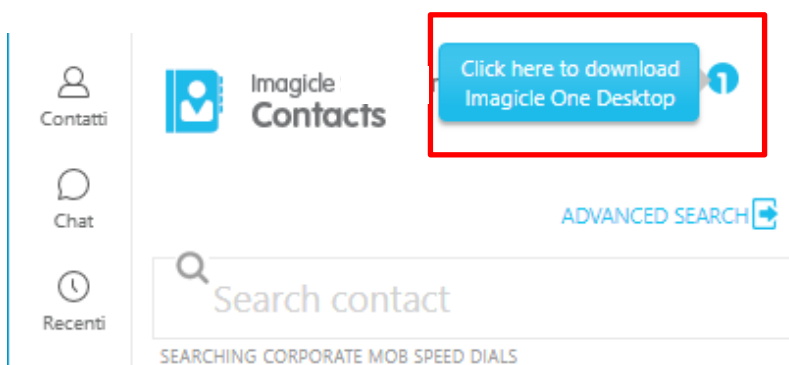 Contatti
Chat
Recenti
Imagicle
Contacts
Click here to download
Imagicle One Desktop
1
ADVANCED SEARCH
Search contact
SEARCHING CORPORATE MOB SPEED DIALS